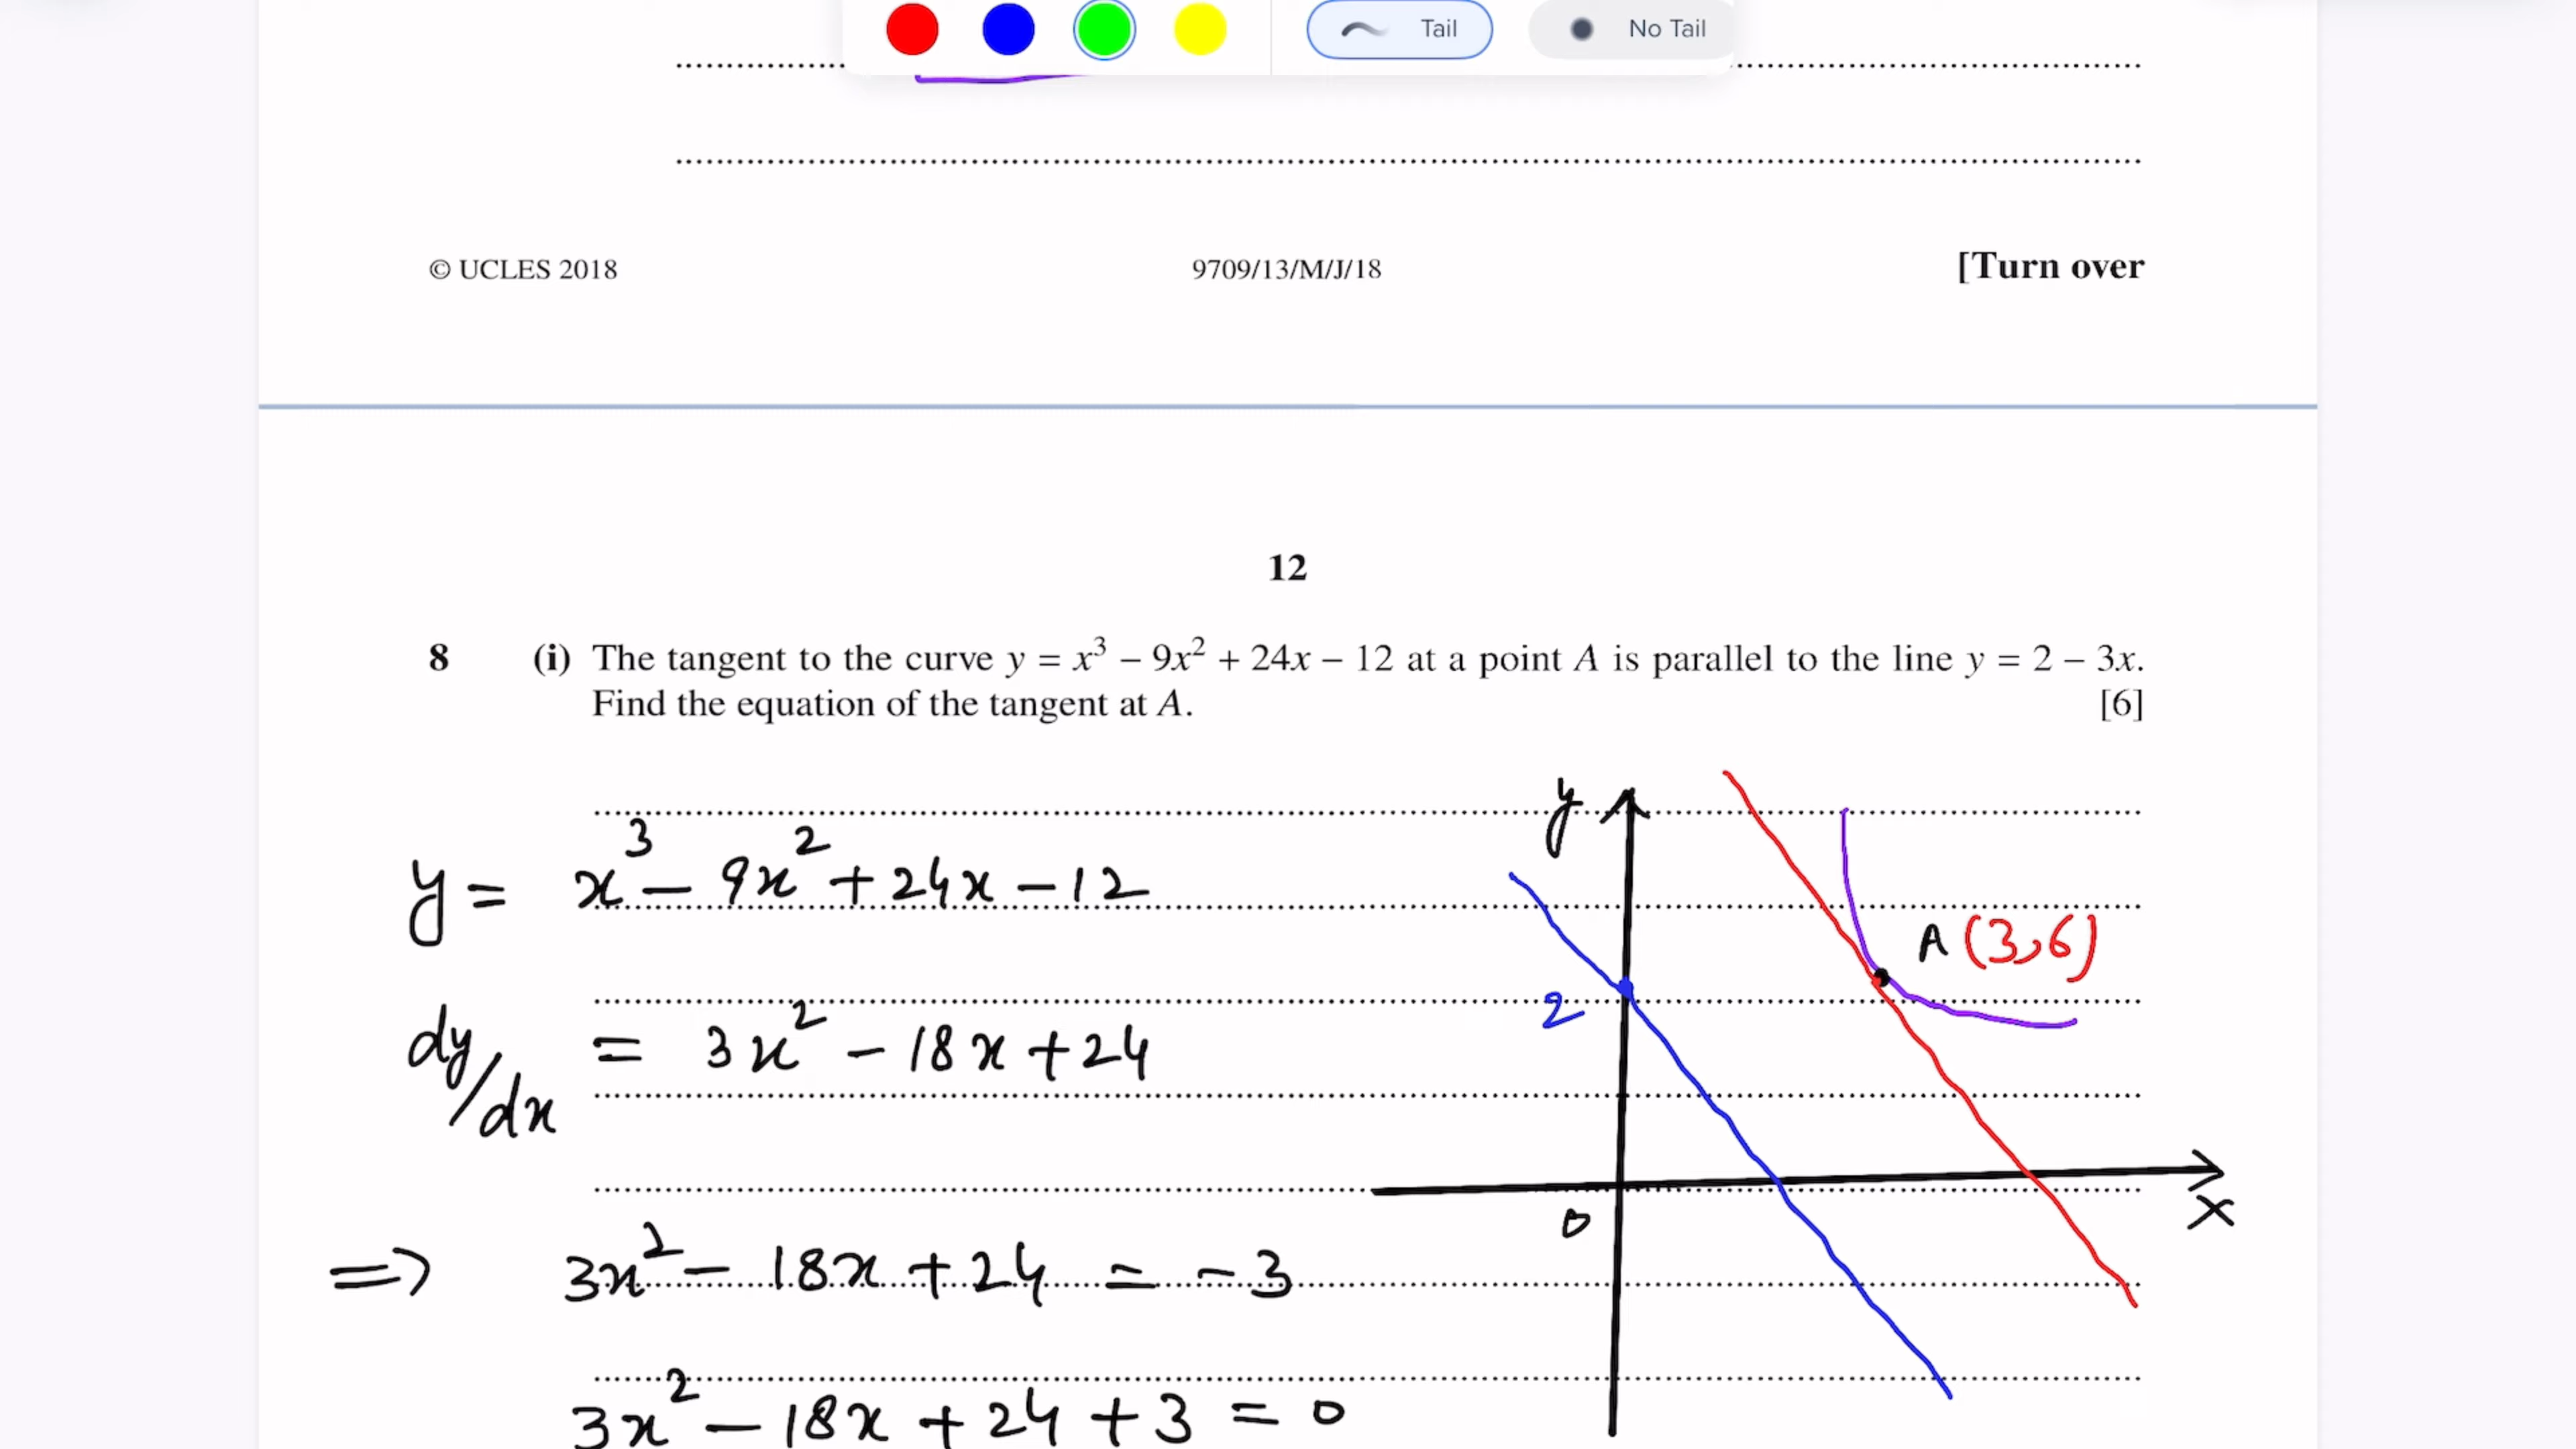 Tail No Tail
© UCLES 2018 9709/13/M/J/18 [Turn over
12
8 (i) The tangent to the curve y = x³ – 9x² + 24x – 12 at a point A is parallel to the line y = 2 – 3x.
Find the equation of the tangent at A. [6]
y = x³ – 9x² + 24x – 12
dy/dx = 3x² – 18x + 24
=> 3x² – 18x + 24 = –3
3x² – 18x + 24 + 3 = 0
y
A (3,6)
2
0
x